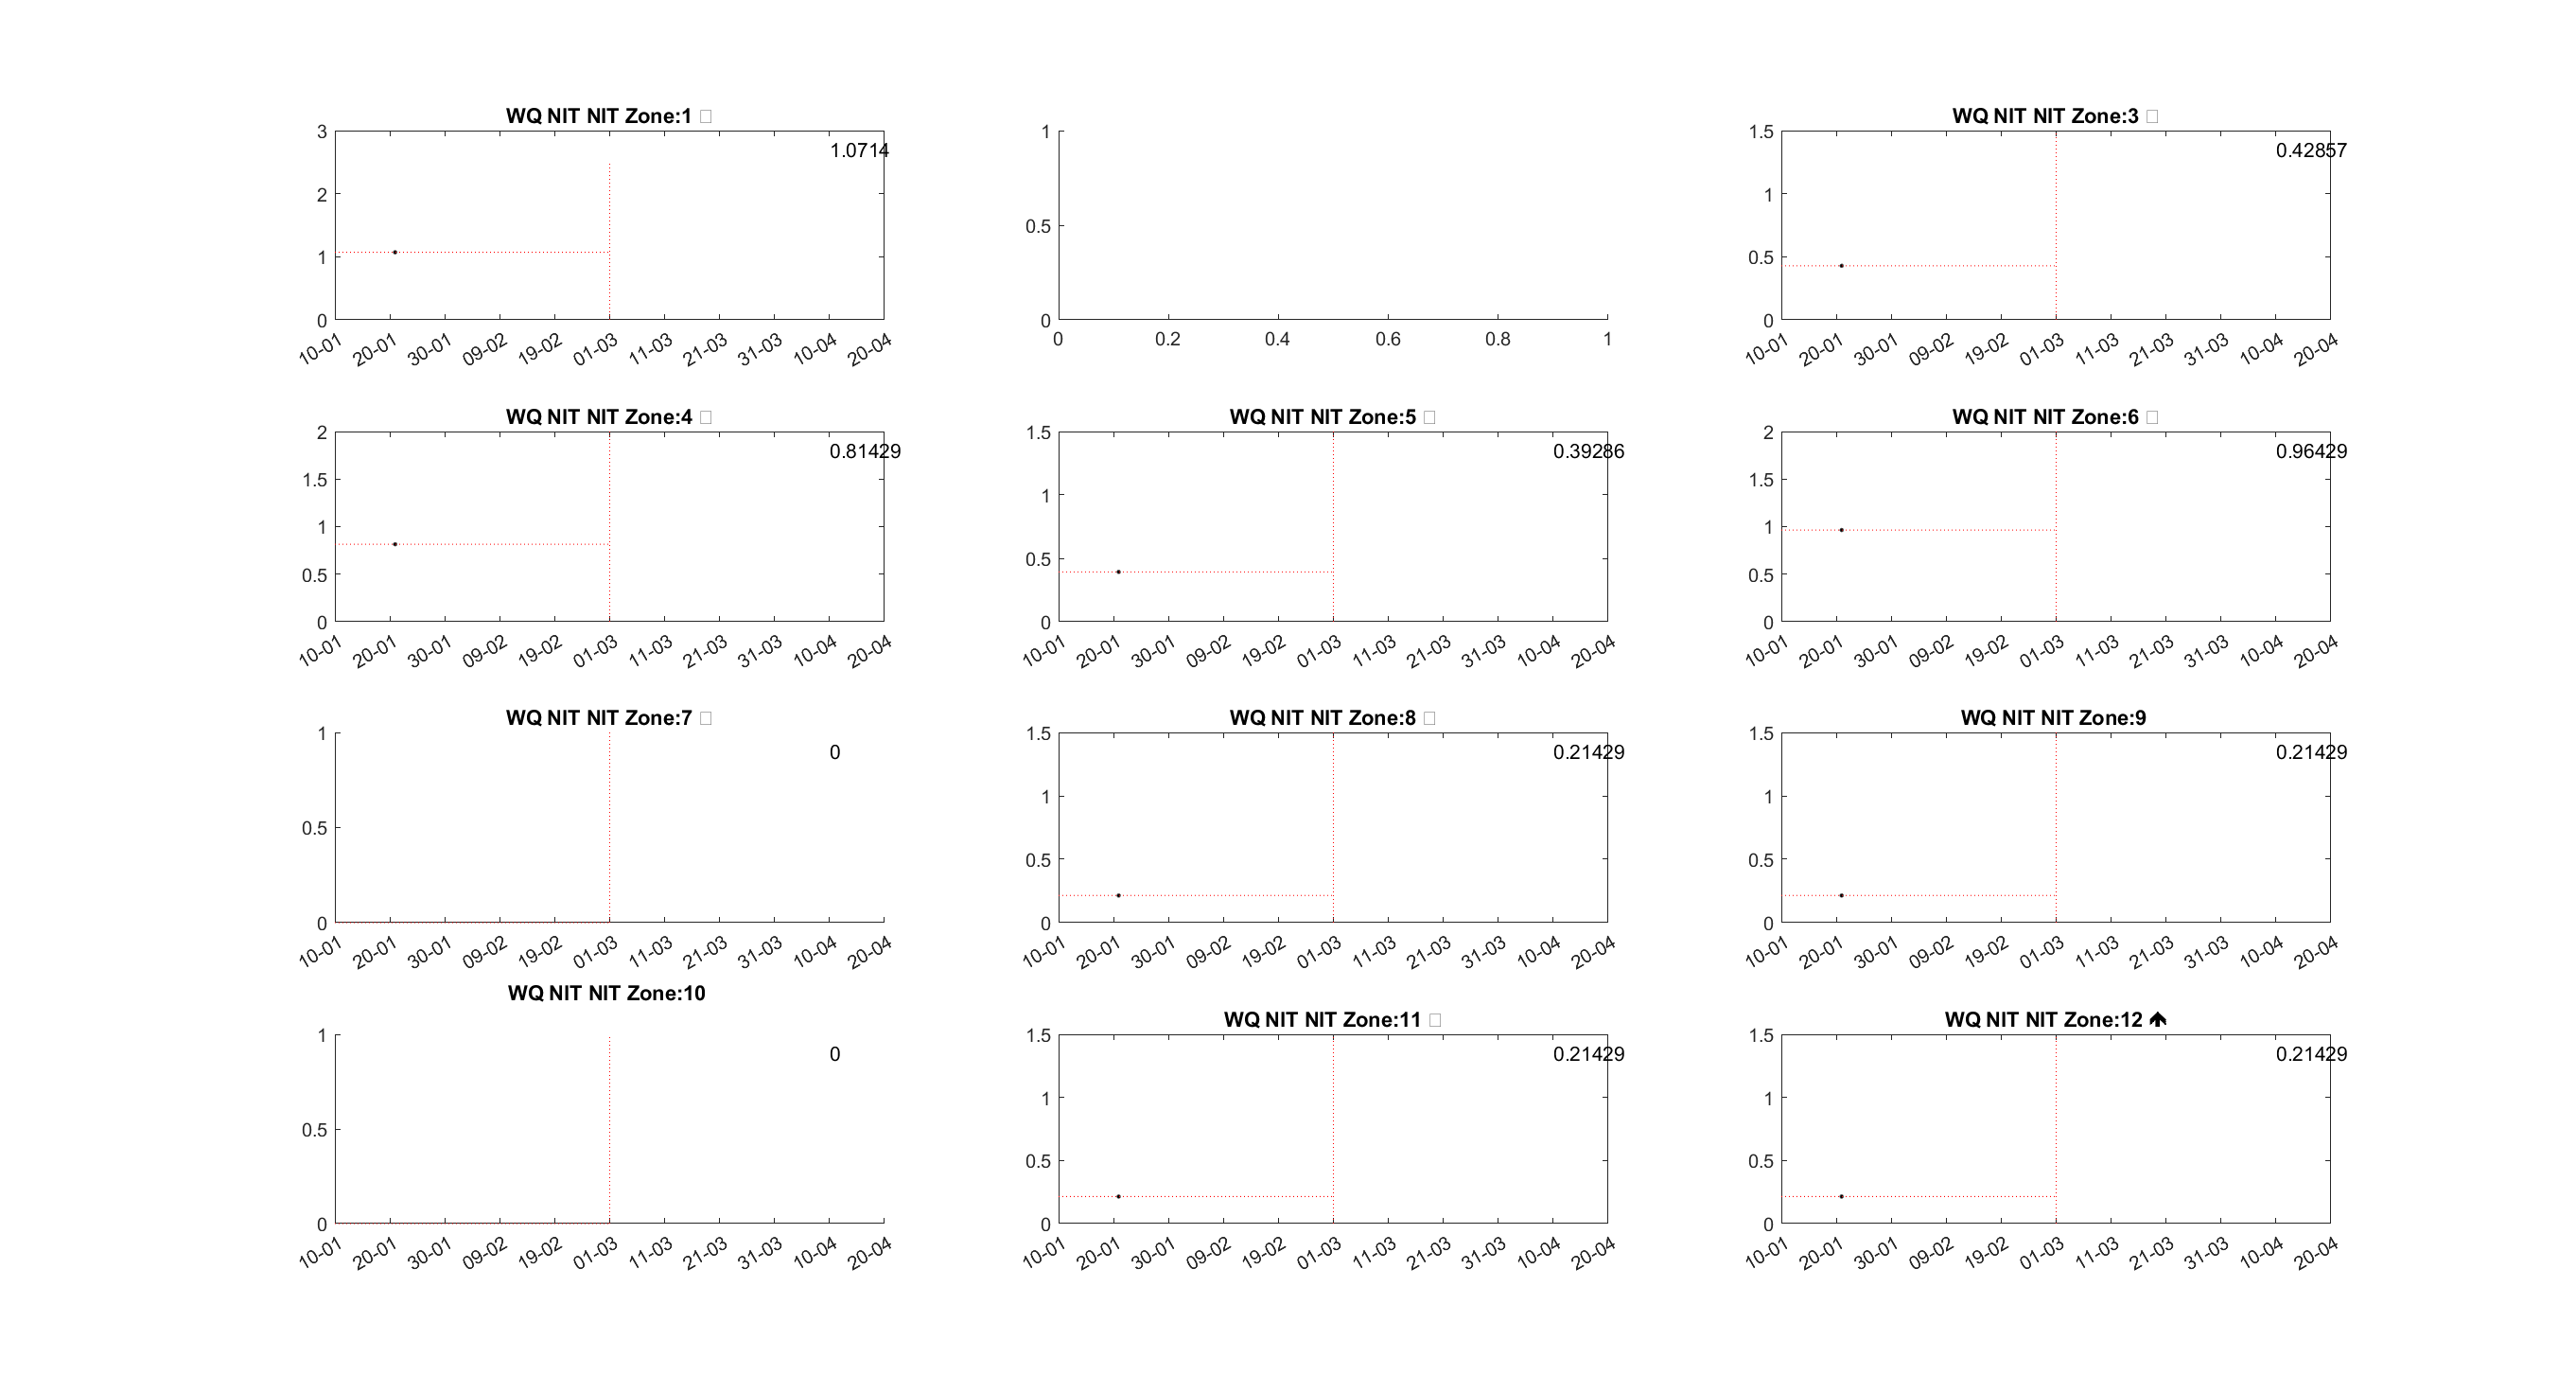 WQ NIT NIT Zone:1 □
3
2
1
0
1.0714
10-01 20-01 30-01 09-02 19-02 01-03 11-03 21-03 31-03 10-04 20-04
1
0.5
0
0 0.2 0.4 0.6 0.8 1
WQ NIT NIT Zone:3 □
1.5
1
0.5
0
0.42857
10-01 20-01 30-01 09-02 19-02 01-03 11-03 21-03 31-03 10-04 20-04
WQ NIT NIT Zone:4 □
2
1.5
1
0.5
0
0.81429
10-01 20-01 30-01 09-02 19-02 01-03 11-03 21-03 31-03 10-04 20-04
WQ NIT NIT Zone:5 □
1.5
1
0.5
0
0.39286
10-01 20-01 30-01 09-02 19-02 01-03 11-03 21-03 31-03 10-04 20-04
WQ NIT NIT Zone:6 □
2
1.5
1
0.5
0
0.96429
10-01 20-01 30-01 09-02 19-02 01-03 11-03 21-03 31-03 10-04 20-04
WQ NIT NIT Zone:7 □
1
0.5
0
0
10-01 20-01 30-01 09-02 19-02 01-03 11-03 21-03 31-03 10-04 20-04
WQ NIT NIT Zone:8 □
1.5
1
0.5
0
0.21429
10-01 20-01 30-01 09-02 19-02 01-03 11-03 21-03 31-03 10-04 20-04
WQ NIT NIT Zone:9
1.5
1
0.5
0
0.21429
10-01 20-01 30-01 09-02 19-02 01-03 11-03 21-03 31-03 10-04 20-04
WQ NIT NIT Zone:10
1
0.5
0
0
10-01 20-01 30-01 09-02 19-02 01-03 11-03 21-03 31-03 10-04 20-04
WQ NIT NIT Zone:11 □
1.5
1
0.5
0
0.21429
10-01 20-01 30-01 09-02 19-02 01-03 11-03 21-03 31-03 10-04 20-04
WQ NIT NIT Zone:12 🡹
1.5
1
0.5
0
0.21429
10-01 20-01 30-01 09-02 19-02 01-03 11-03 21-03 31-03 10-04 20-04